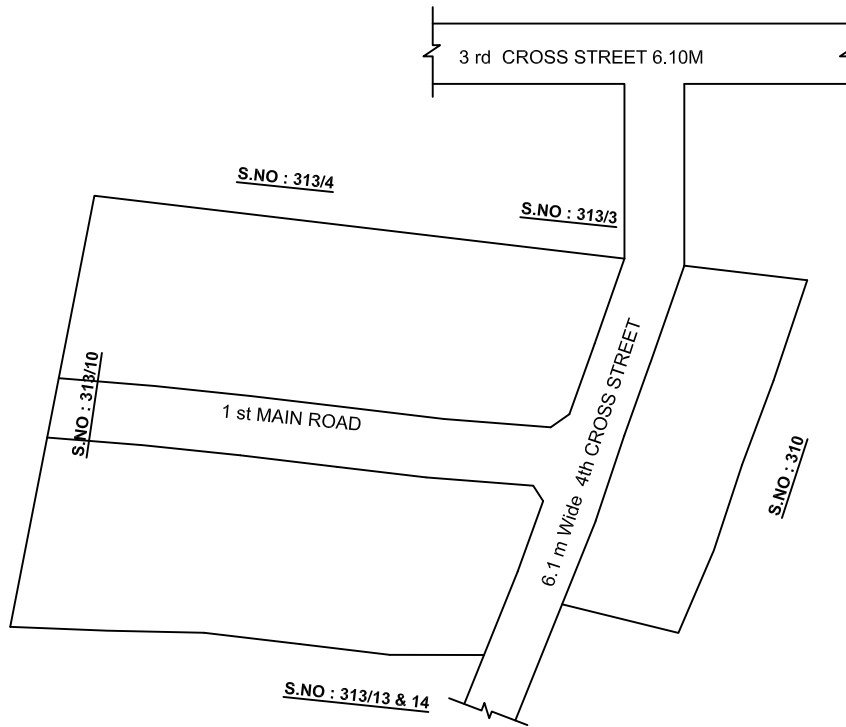 3 rd  CROSS STREET 6.10M
S.NO : 313/4
S.NO : 313/3
6.1 m Wide  4th CROSS STREET
S.NO : 313/10
1 st MAIN ROAD
S.NO : 310
S.NO : 313/13 & 14